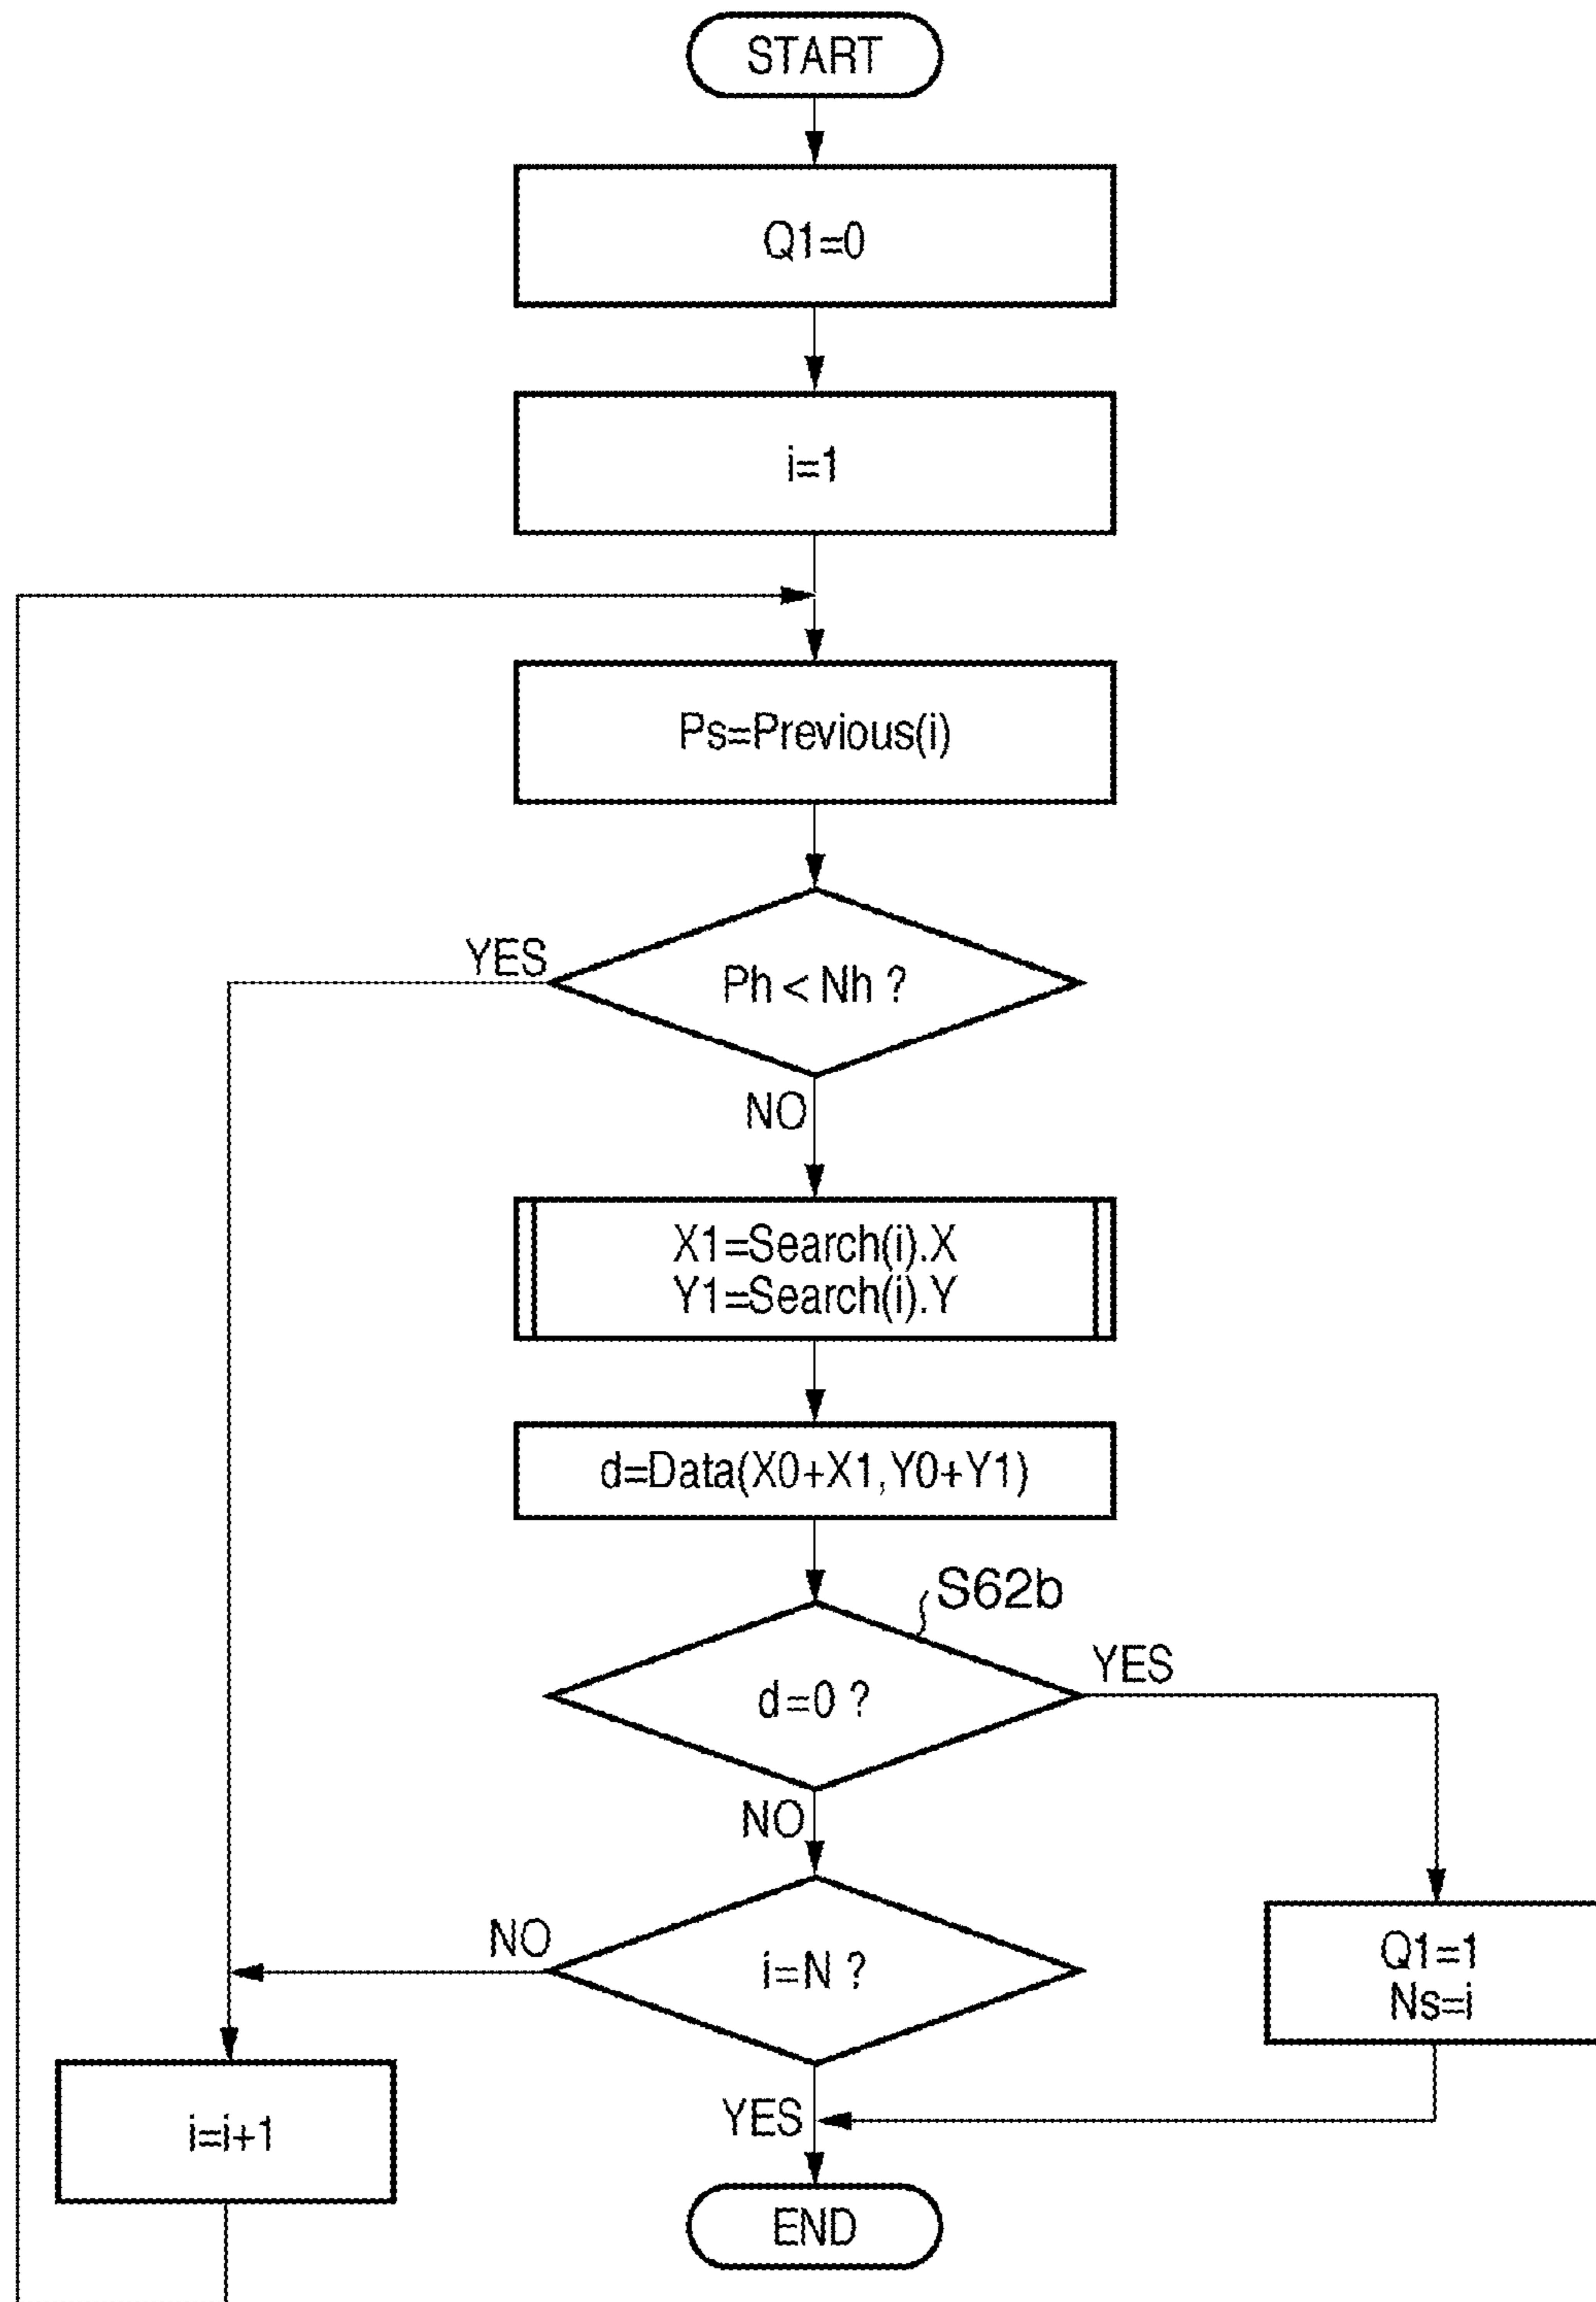 START
Q1=0
i=1
Ps=Previous(i)
YES
Ph < Nh ?
NO
X1=Search(i).X
Y1=Search(i).Y
d=Data(X0+X1,Y0+Y1)
S62b
d=0 ?
YES
NO
NO
i=N ?
Q1=1
Ns=i
YES
i=i+1
END